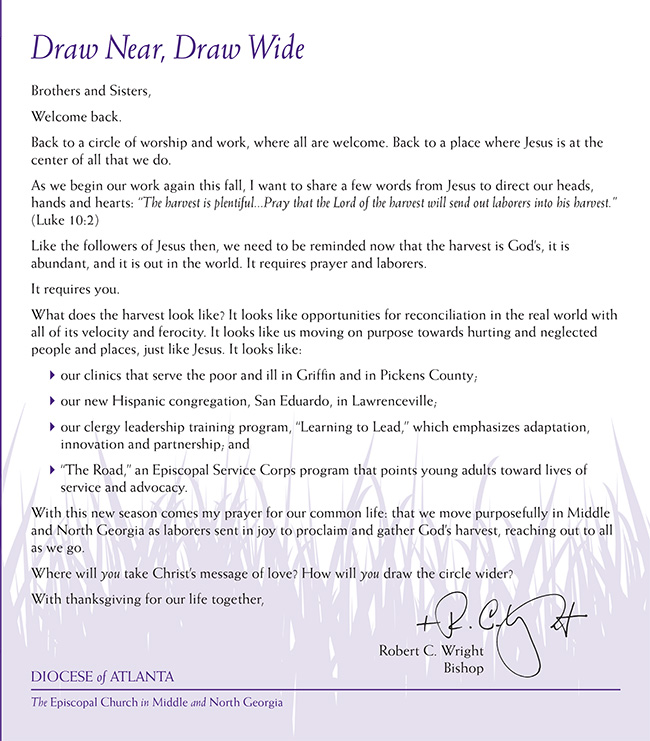 Draw Near, Draw Wide
Brothers and Sisters,
Welcome back.
Back to a circle of worship and work, where all are welcome. Back to a place where Jesus is at the
center of all that we do.
As we begin our work again this fall, I want to share a few words from Jesus to direct our heads,
hands and hearts: “The harvest is plentiful...Pray that the Lord of the harvest will send out laborers into his harvest.”
(Luke 10:2)
Like the followers of Jesus then, we need to be reminded now that the harvest is God’s, it is
abundant, and it is out in the world. It requires prayer and laborers.
It requires you.
What does the harvest look like? It looks like opportunities for reconciliation in the real world with
all of its velocity and ferocity. It looks like us moving on purpose towards hurting and neglected
people and places, just like Jesus. It looks like:
our clinics that serve the poor and ill in Griffin and in Pickens County;
our new Hispanic congregation, San Eduardo, in Lawrenceville;
our clergy leadership training program, “Learning to Lead,” which emphasizes adaptation,
innovation and partnership; and
“The Road,” an Episcopal Service Corps program that points young adults toward lives of
service and advocacy.
With this new season comes my prayer for our common life: that we move purposefully in Middle
and North Georgia as laborers sent in joy to proclaim and gather God’s harvest, reaching out to all
as we go.
Where will you take Christ’s message of love? How will you draw the circle wider?
With thanksgiving for our life together,
Robert C. Wright
Bishop
DIOCESE of ATLANTA
The Episcopal Church in Middle and North Georgia